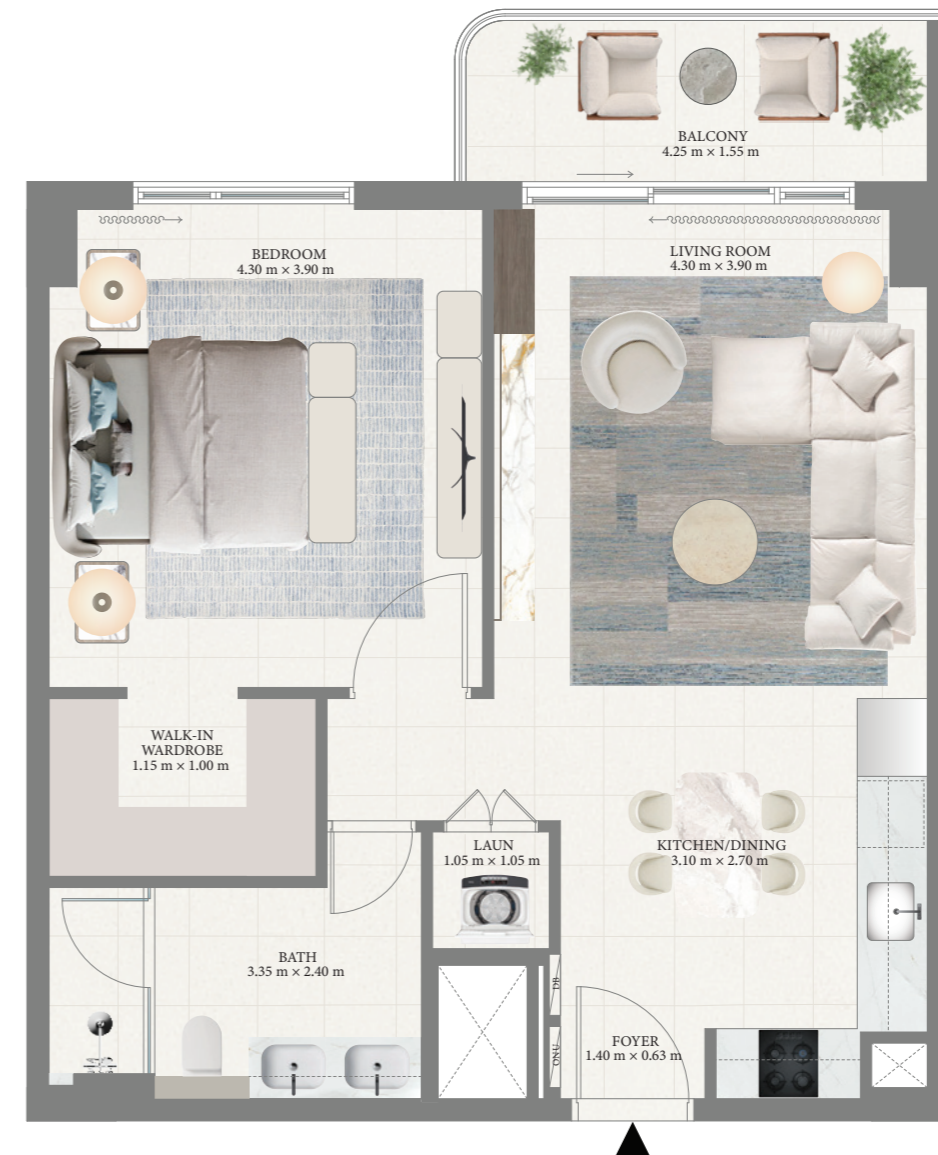 BALCONY
4.25 m × 1.55 m
BEDROOM
4.30 m × 3.90 m
LIVING ROOM
4.30 m × 3.90 m
WALK-IN
WARDROBE
1.15 m × 1.00 m
LAUN
1.05 m × 1.05 m
KITCHEN/DINING
3.10 m × 2.70 m
BATH
3.35 m × 2.40 m
DB
ONU
FOYER
1.40 m × 0.63 m